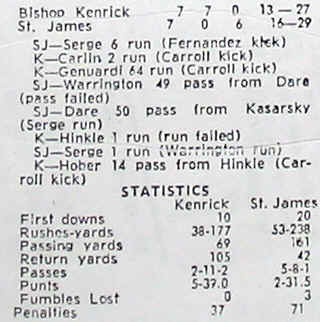 Bishop Kenrick 7 7 0 13—27
St. James 7 0 6 16—29
SJ—Serge 6 run (Fernandez kick)
K—Carlin 2 run (Carroll kick)
K—Genuardi 64 run (Carroll kick)
SJ—Warrington 49 pass from Dare
(pass failed)
SJ—Dare 50 pass from Kasarsky
(Serge run)
K—Hinkle 1 run (run failed)
SJ—Serge 1 run (Warrington run)
K—Hoher 14 pass from Hinkle (Car-
roll kick)
STATISTICS
Kenrick St. James
First downs 10 20
Rushes-yards 38-177 53-238
Passing yards 69 161
Return yards 105 42
Passes 2-11-2 5-8-1
Punts 5-37.0 2-31.5
Fumbles Lost 0 3
Penalties 37 71